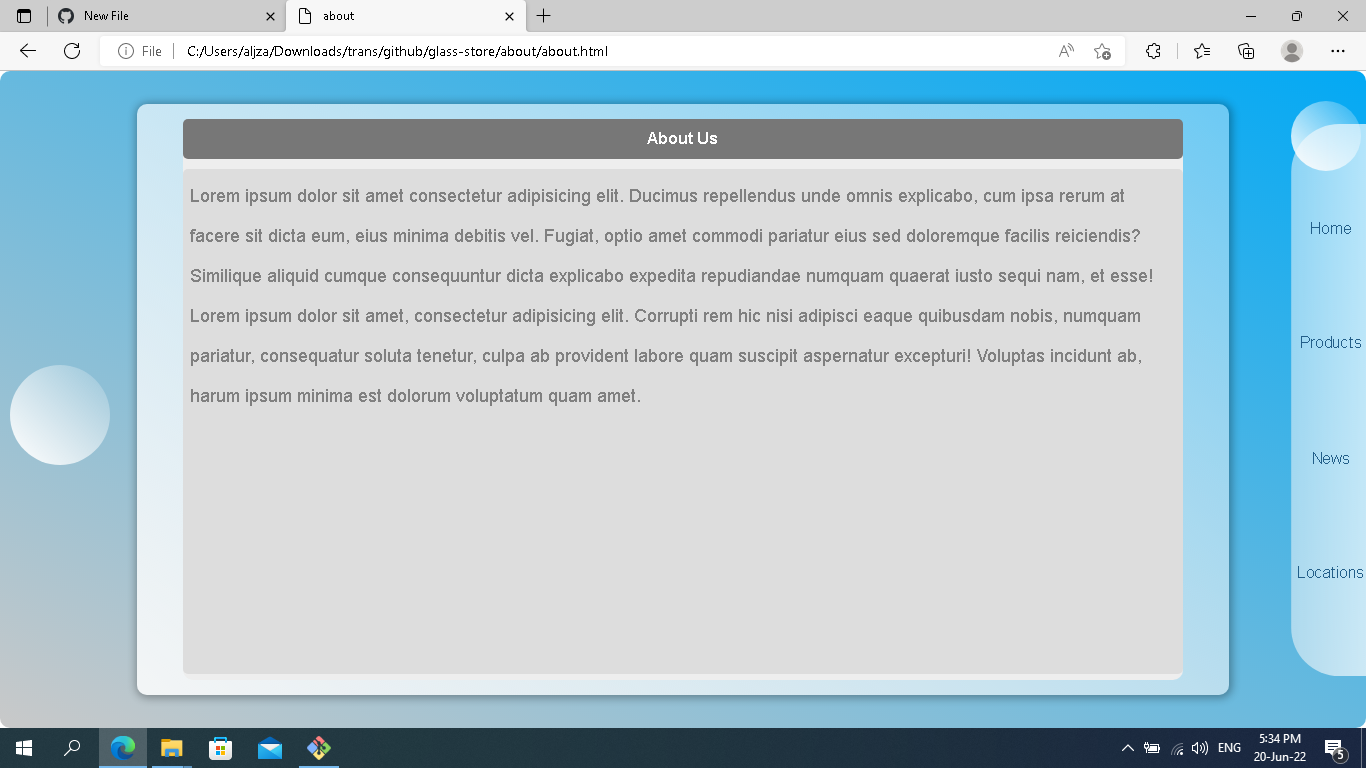 New File
about
File
C:/Users/aljza/Downloads/trans/github/glass-store/about/about.html
About Us
Lorem ipsum dolor sit amet consectetur adipisicing elit. Ducimus repellendus unde omnis explicabo, cum ipsa rerum at
facere sit dicta eum, eius minima debitis vel. Fugiat, optio amet commodi pariatur eius sed doloremque facilis reiciendis?
Similique aliquid cumque consequuntur dicta explicabo expedita repudiandae numquam quaerat iusto sequi nam, et esse!
Lorem ipsum dolor sit amet, consectetur adipisicing elit. Corrupti rem hic nisi adipisci eaque quibusdam nobis, numquam
pariatur, consequatur soluta tenetur, culpa ab provident labore quam suscipit aspernatur excepturi! Voluptas incidunt ab,
harum ipsum minima est dolorum voluptatum quam amet.
Home
Products
News
Locations
ENG
5:34 PM
20-Jun-22
5